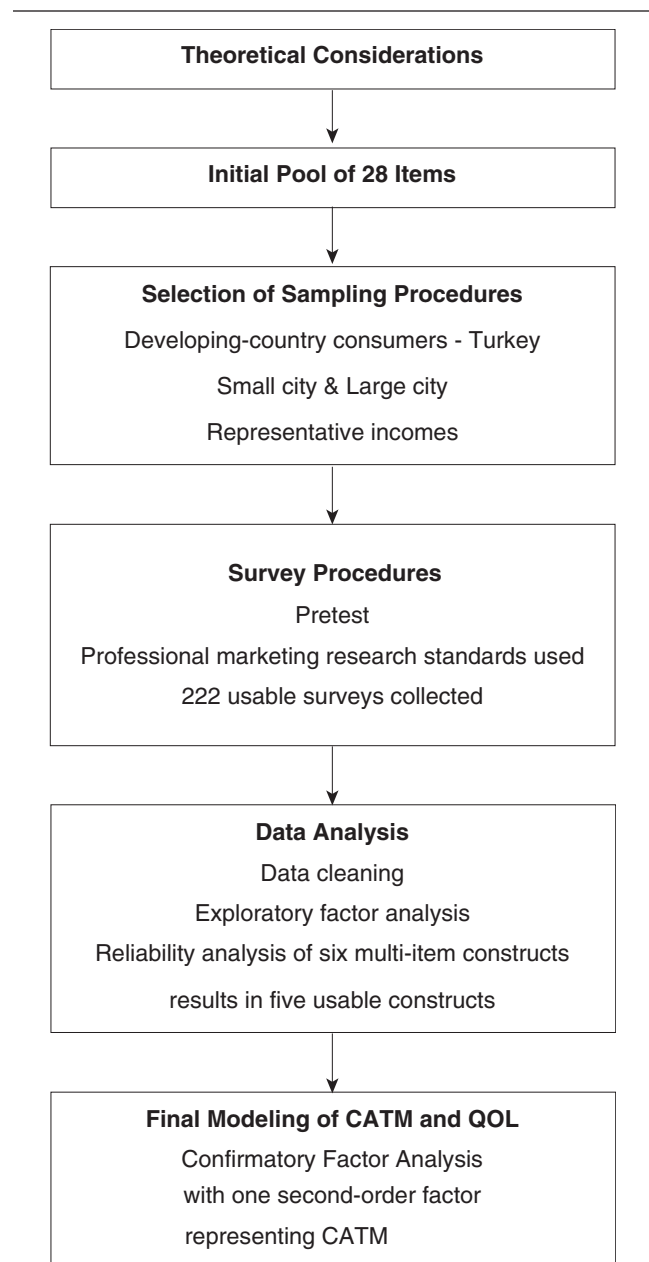 Theoretical Considerations
Initial Pool of 28 Items
Selection of Sampling Procedures
Developing-country consumers - Turkey
Small city & Large city
Representative incomes
Survey Procedures
Pretest
Professional marketing research standards used
222 usable surveys collected
Data Analysis
Data cleaning
Exploratory factor analysis
Reliability analysis of six multi-item constructs
results in five usable constructs
Final Modeling of CATM and QOL
Confirmatory Factor Analysis
with one second-order factor
representing CATM